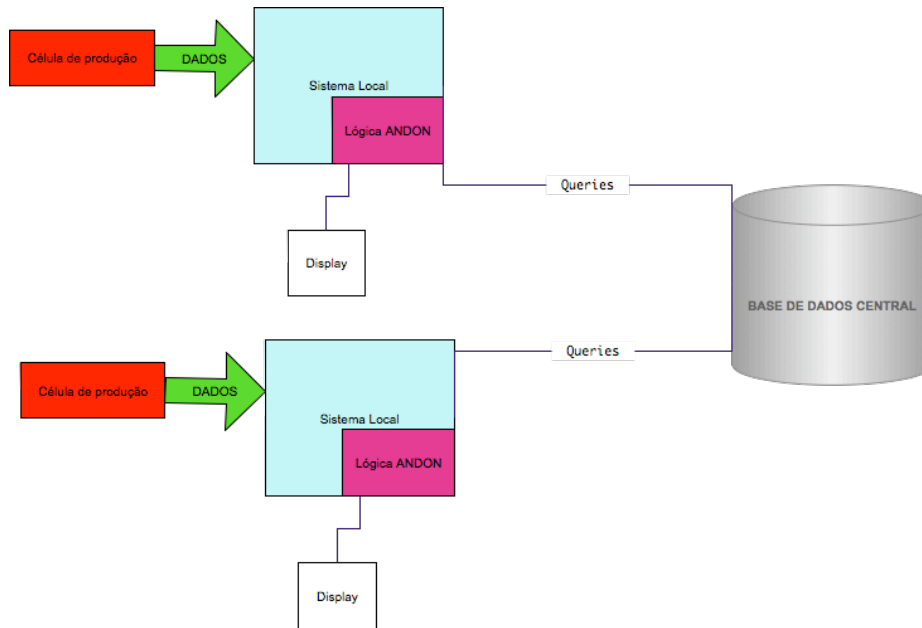 Célula de produção
DADOS
Sistema Local
Lógica ANDON
Queries
Display
BASE DE DADOS CENTRAL
Queries
Célula de produção
DADOS
Sistema Local
Lógica ANDON
Display